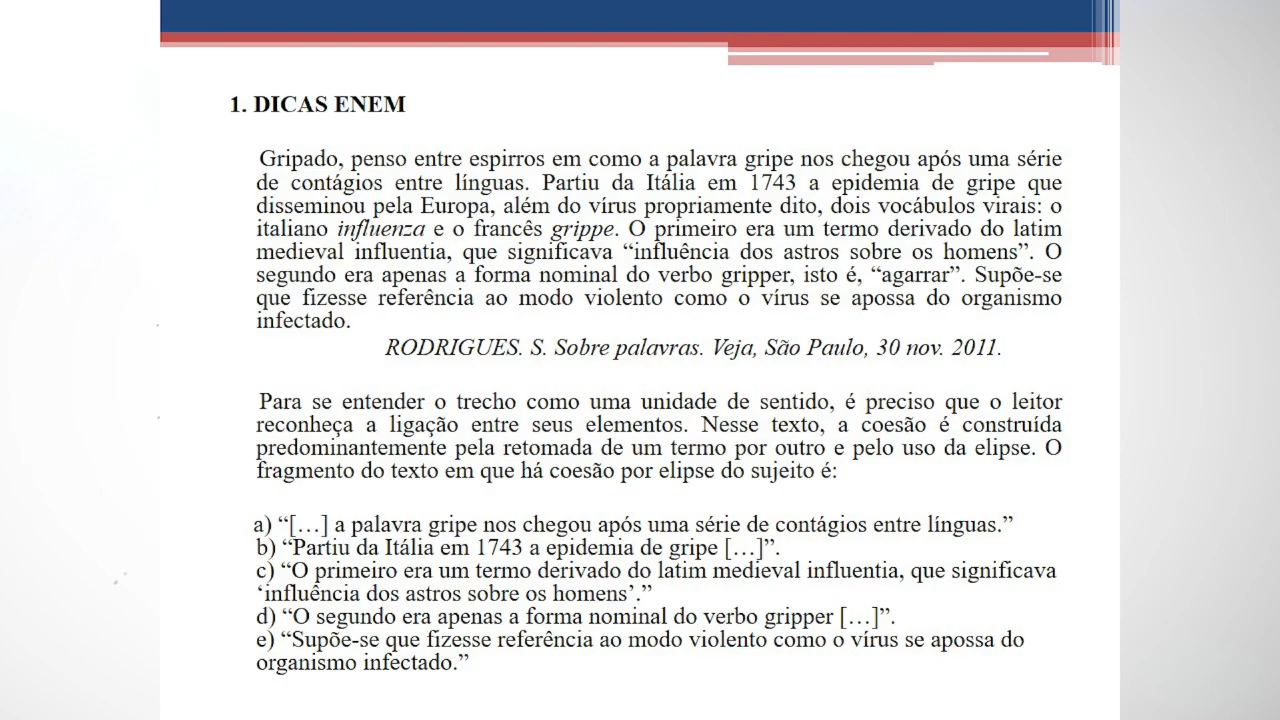 1. DICAS ENEM
Gripado, penso entre espirros em como a palavra gripe nos chegou após uma série
de contágios entre línguas. Partiu da Itália em 1743 a epidemia de gripe que
disseminou pela Europa, além do vírus propriamente dito, dois vocábulos virais: o
italiano influenza e o francês grippe. O primeiro era um termo derivado do latim
medieval influentia, que significava “influência dos astros sobre os homens”. O
segundo era apenas a forma nominal do verbo gripper, isto é, “agarrar”. Supõe-se
que fizesse referência ao modo violento como o vírus se apossa do organismo
infectado.
RODRIGUES. S. Sobre palavras. Veja, São Paulo, 30 nov. 2011.
Para se entender o trecho como uma unidade de sentido, é preciso que o leitor
reconheça a ligação entre seus elementos. Nesse texto, a coesão é construída
predominantemente pela retomada de um termo por outro e pelo uso da elipse. O
fragmento do texto em que há coesão por elipse do sujeito é:
a) “[…] a palavra gripe nos chegou após uma série de contágios entre línguas.”
b) “Partiu da Itália em 1743 a epidemia de gripe […]”.
c) “O primeiro era um termo derivado do latim medieval influentia, que significava
‘influência dos astros sobre os homens’.”
d) “O segundo era apenas a forma nominal do verbo gripper […]”.
e) “Supõe-se que fizesse referência ao modo violento como o vírus se apossa do
organismo infectado.”